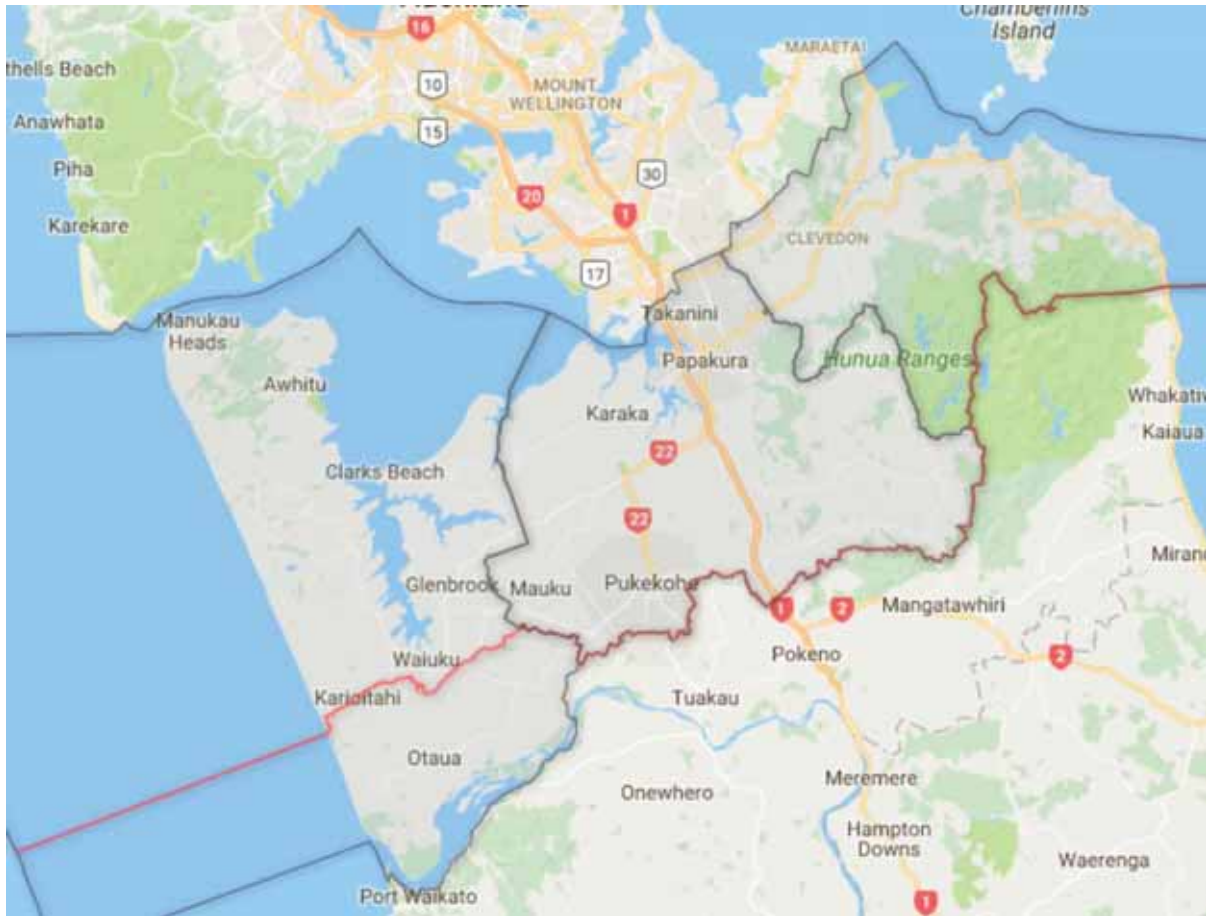 16
Chamberlins
Island
MARAETAI
thells Beach
10
MOUNT
WELLINGTON
Anawhata
15
Piha
30
20
1
Karekare
CLEVEDON
17
Manukau
Heads
Takanini
Papakura
Hunua Ranges
Awhitu
Karaka
Whakatiw
Kaiaua
22
Clarks Beach
22
Miran
Glenbrook
Mauku
Pukekohe
1
2
Mangatawhiri
Waiuku
Pokeno
2
Karioitahi
Tuakau
Otaua
Onewhero
Meremere
Hampton
Downs
Waerenga
Port Waikato
1